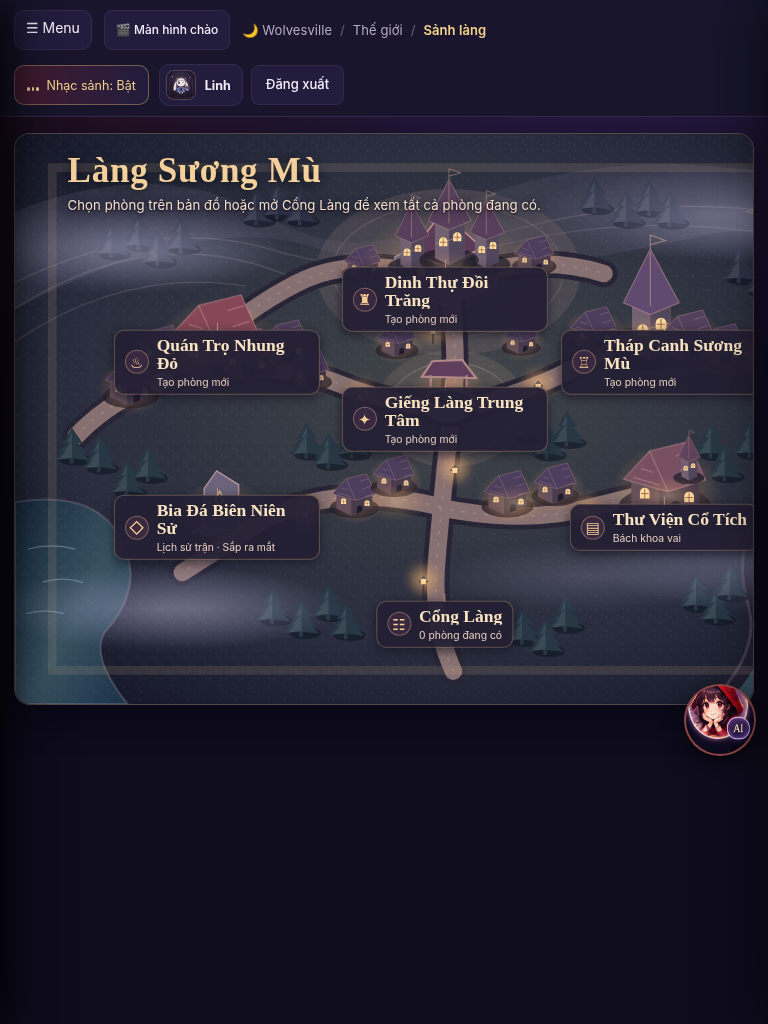 ☰ Menu
🎬 Màn hình chào
🌙 Wolvesville / Thế giới / Sảnh làng
Nhạc sảnh: Bật
Linh
Đăng xuất
Làng Sương Mù
Chọn phòng trên bản đồ hoặc mở Cổng Làng để xem tất cả phòng đang có.
Dinh Thự Đồi
Trăng
Tạo phòng mới
Quán Trọ Nhung
Đỏ
Tạo phòng mới
Tháp Canh Sương
Mù
Tạo phòng mới
Giếng Làng Trung
Tâm
Tạo phòng mới
Bia Đá Biên Niên
Sử
Lịch sử trận · Sắp ra mắt
Thư Viện Cổ Tích
Bách khoa vai
Cổng Làng
0 phòng đang có
AI